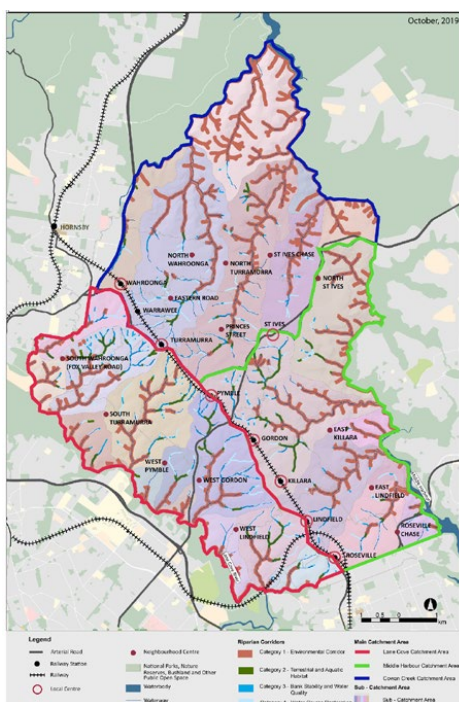 October, 2019
HORNSBY
WAHROONGA
WARRAWEE
NORTH
WAHROONGA
EASTERN ROAD
NORTH
TURRAMURRA
ST IVES CHASE
NORTH
ST IVES
PRINCES
STREET
ST IVES
TURRAMURRA
SOUTH WAHROONGA
(FOX VALLEY ROAD)
PYMBLE
SOUTH
TURRAMURRA
GORDON
EAST
KILLARA
WEST
PYMBLE
WEST GORDON
KILLARA
EAST
LINDFIELD
LINDFIELD
WEST
LINDFIELD
ROSEVILLE
CHASE
ROSEVILLE
km
Legend
Arterial Road
Railway Station
Railway
Local Centre
Neighbourhood Centre
National Parks, Nature
Reserves, Bushland and Other
Public Open Space
Waterbody
Waterway
Riparian Corridors
Category 1 - Environmental Corridor
Category 2 - Terrestrial and Aquatic
Habitat
Category 3 - Bank Stability and Water
Quality
Main Catchment Area
Lane Cove Catchment Area
Middle Harbour Catchment Area
Cowan Creek Catchment Area
Sub - Catchment Area
Sub - Catchment